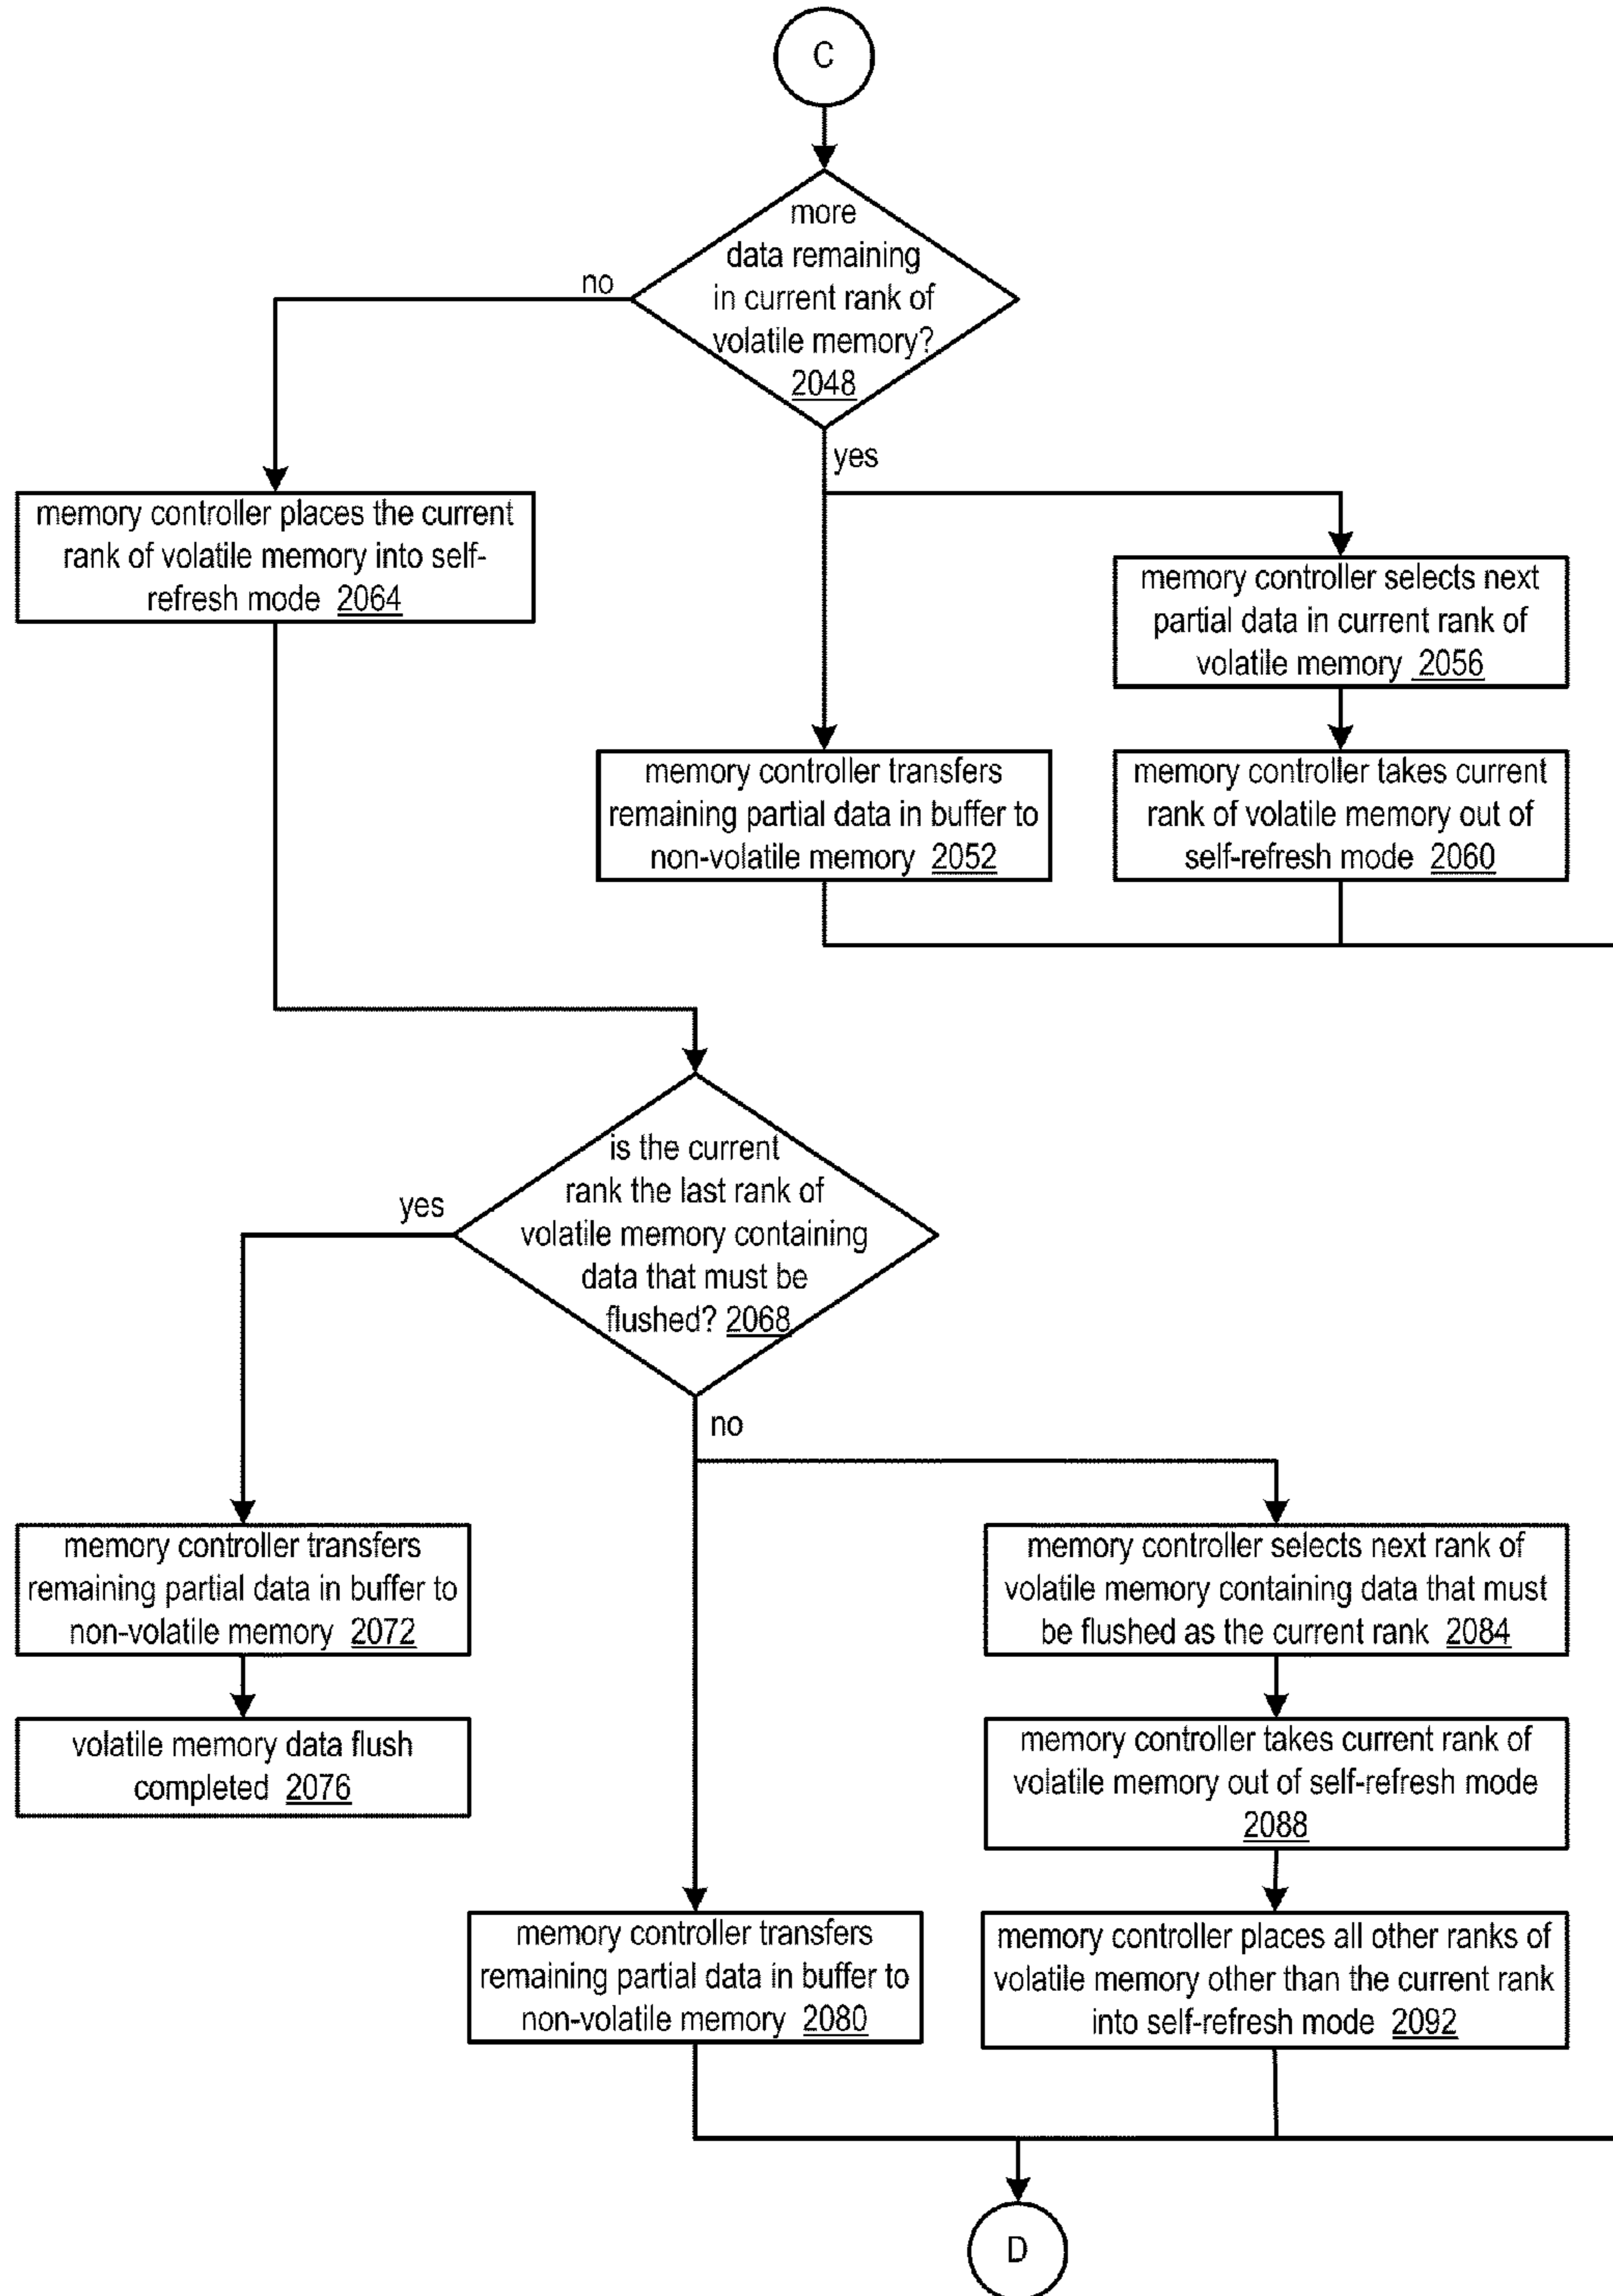 C
more
data remaining
in current rank of
volatile memory?
2048
no
yes
memory controller places the current
rank of volatile memory into self-
refresh mode 2064
memory controller selects next
partial data in current rank of
volatile memory 2056
memory controller transfers
remaining partial data in buffer to
non-volatile memory 2052
memory controller takes current
rank of volatile memory out of
self-refresh mode 2060
is the current
rank the last rank of
volatile memory containing
data that must be
flushed? 2068
yes
no
memory controller transfers
remaining partial data in buffer to
non-volatile memory 2072
memory controller selects next rank of
volatile memory containing data that must
be flushed as the current rank 2084
volatile memory data flush
completed 2076
memory controller takes current rank of
volatile memory out of self-refresh mode
2088
memory controller transfers
remaining partial data in buffer to
non-volatile memory 2080
memory controller places all other ranks of
volatile memory other than the current rank
into self-refresh mode 2092
D